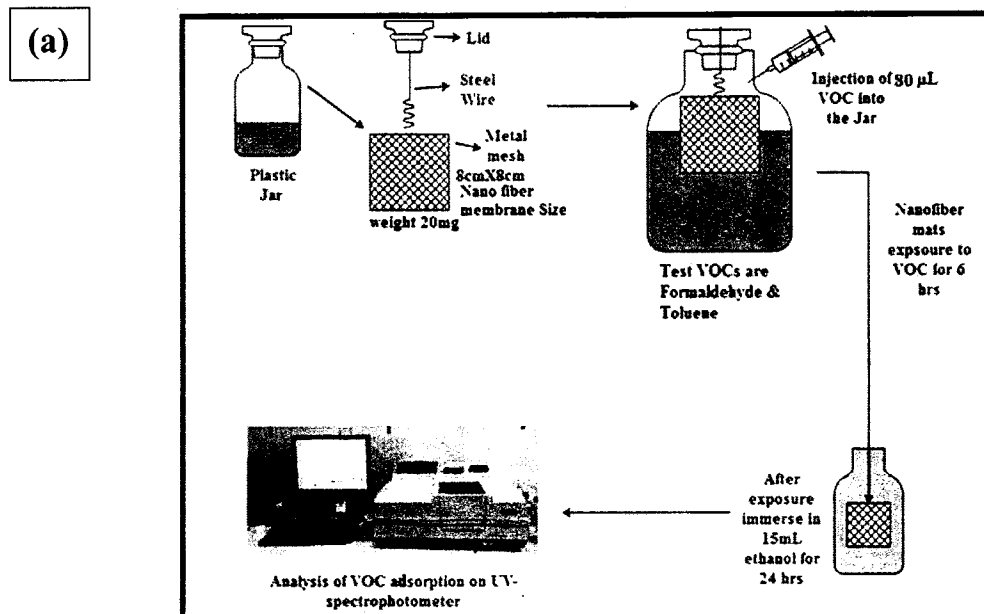 (a)
Lid
Steel
Wire
Plastic
Jar
Metal
mesh
8cmX8cm
Nano fiber
membrane Size
weight 20mg
Injection of 80 µL
VOC into
the Jar
Test VOCs are
Formaldehyde &
Toluene
Nanofiber
mats
expsoure to
VOC for 6
hrs
After
exposure
immerse in
15mL
ethanol for
24 hrs
Analysis of VOC adsorption on UV-
spectrophotometer